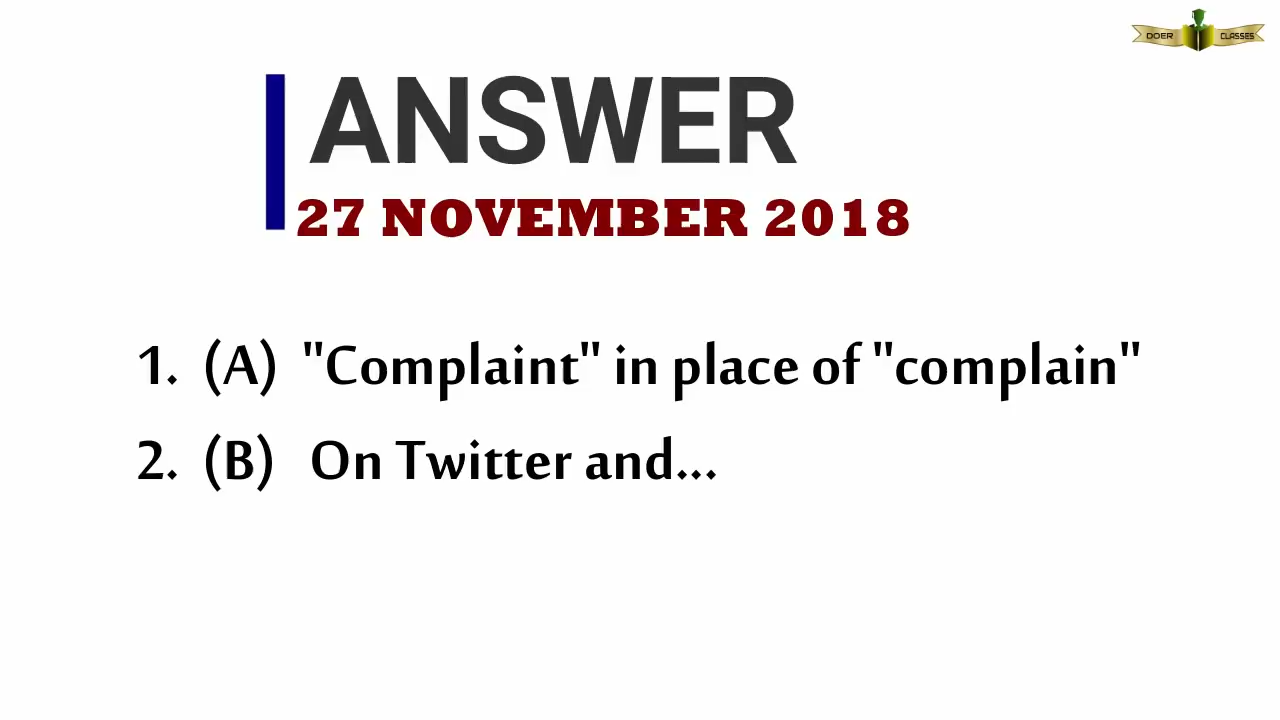 DOER CLASSES
ANSWER
27 NOVEMBER 2018
1. (A) "Complaint" in place of "complain"
2. (B) On Twitter and...